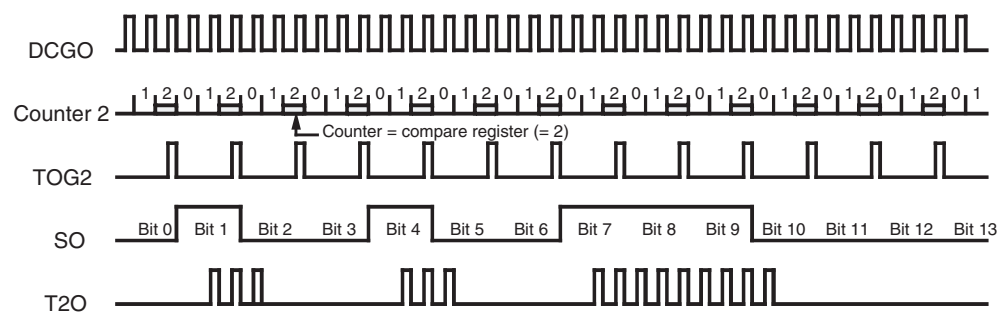 DCGO
Counter 2
1 2 0 1 2 0 1 2 0 1 2 0 1 2 0 1 2 0 1 2 0 1 2 0 1 2 0 1 2 0 1 2 0 1 2 0 1 2 0 1
Counter = compare register (= 2)
TOG2
SO
Bit 0 Bit 1 Bit 2 Bit 3 Bit 4 Bit 5 Bit 6 Bit 7 Bit 8 Bit 9 Bit 10 Bit 11 Bit 12 Bit 13
T2O